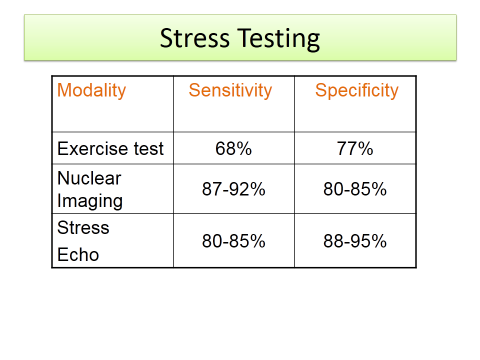 Stress Testing
Modality Sensitivity Specificity
Exercise test 68% 77%
Nuclear
Imaging 87-92% 80-85%
Stress
Echo 80-85% 88-95%